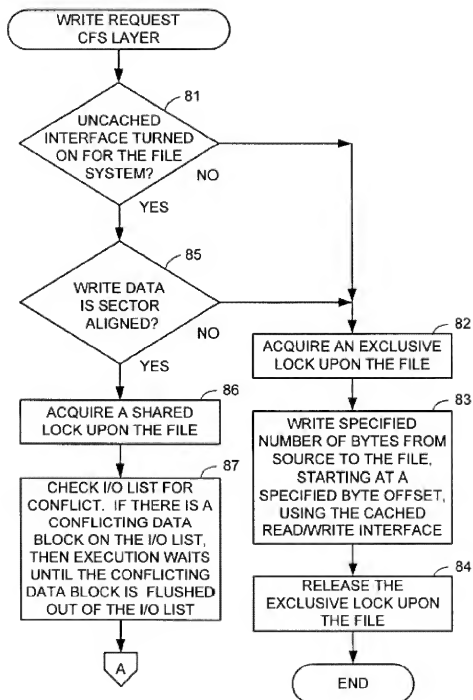 WRITE REQUEST
CFS LAYER
81
UNCACHED
INTERFACE TURNED
ON FOR THE FILE
SYSTEM?
NO
YES
85
WRITE DATA
IS SECTOR
ALIGNED?
NO
YES
86
ACQUIRE A SHARED
LOCK UPON THE FILE
87
CHECK I/O LIST FOR
CONFLICT. IF THERE IS A
CONFLICTING DATA
BLOCK ON THE I/O LIST,
THEN EXECUTION WAITS
UNTIL THE CONFLICTING
DATA BLOCK IS FLUSHED
OUT OF THE I/O LIST
A
82
ACQUIRE AN EXCLUSIVE
LOCK UPON THE FILE
83
WRITE SPECIFIED
NUMBER OF BYTES FROM
SOURCE TO THE FILE,
STARTING AT A
SPECIFIED BYTE OFFSET,
USING THE CACHED
READ/WRITE INTERFACE
84
RELEASE THE
EXCLUSIVE LOCK UPON
THE FILE
END